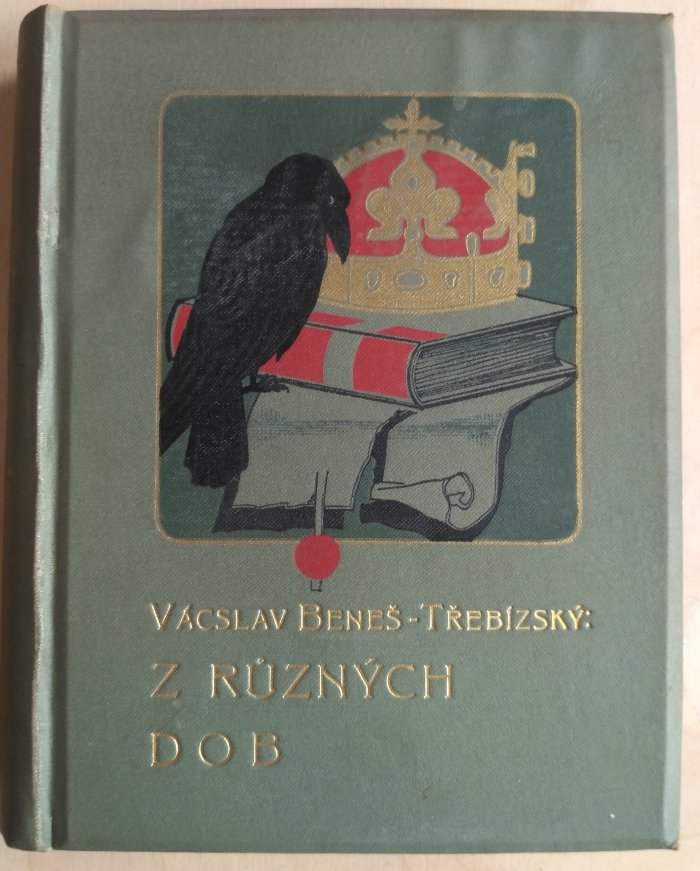 VÁCSLAV BENEŠ-TŘEBÍZSKÝ:
Z RŮZNÝCH
DOB